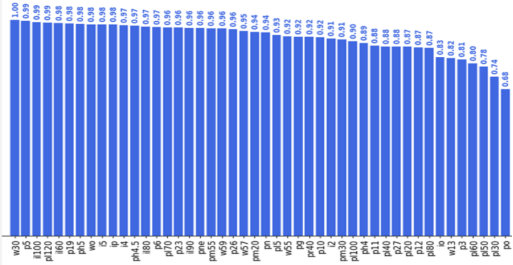 1.00 0.99 0.99 0.99 0.98 0.98 0.98 0.98 0.98 0.98 0.97 0.97 0.97 0.97 0.96 0.96 0.96 0.96 0.96 0.96 0.96 0.95 0.94 0.94 0.93 0.92 0.92 0.92 0.92 0.91 0.91 0.90 0.89 0.88 0.88 0.88 0.87 0.87 0.87 0.83 0.82 0.81 0.80 0.78 0.74 0.68
w30 p5 il100 pl120 il60 p19 ph5 wo i5 ip i4 ph4.5 il80 p6 pl70 p23 il90 pne pm55 w59 p26 w57 pm20 pn pl5 w55 pg pr40 p10 i2 pm30 pl100 ph4 p11 pl40 p27 pl20 p12 pl80 io w13 p3 pl60 pl50 pl30 po